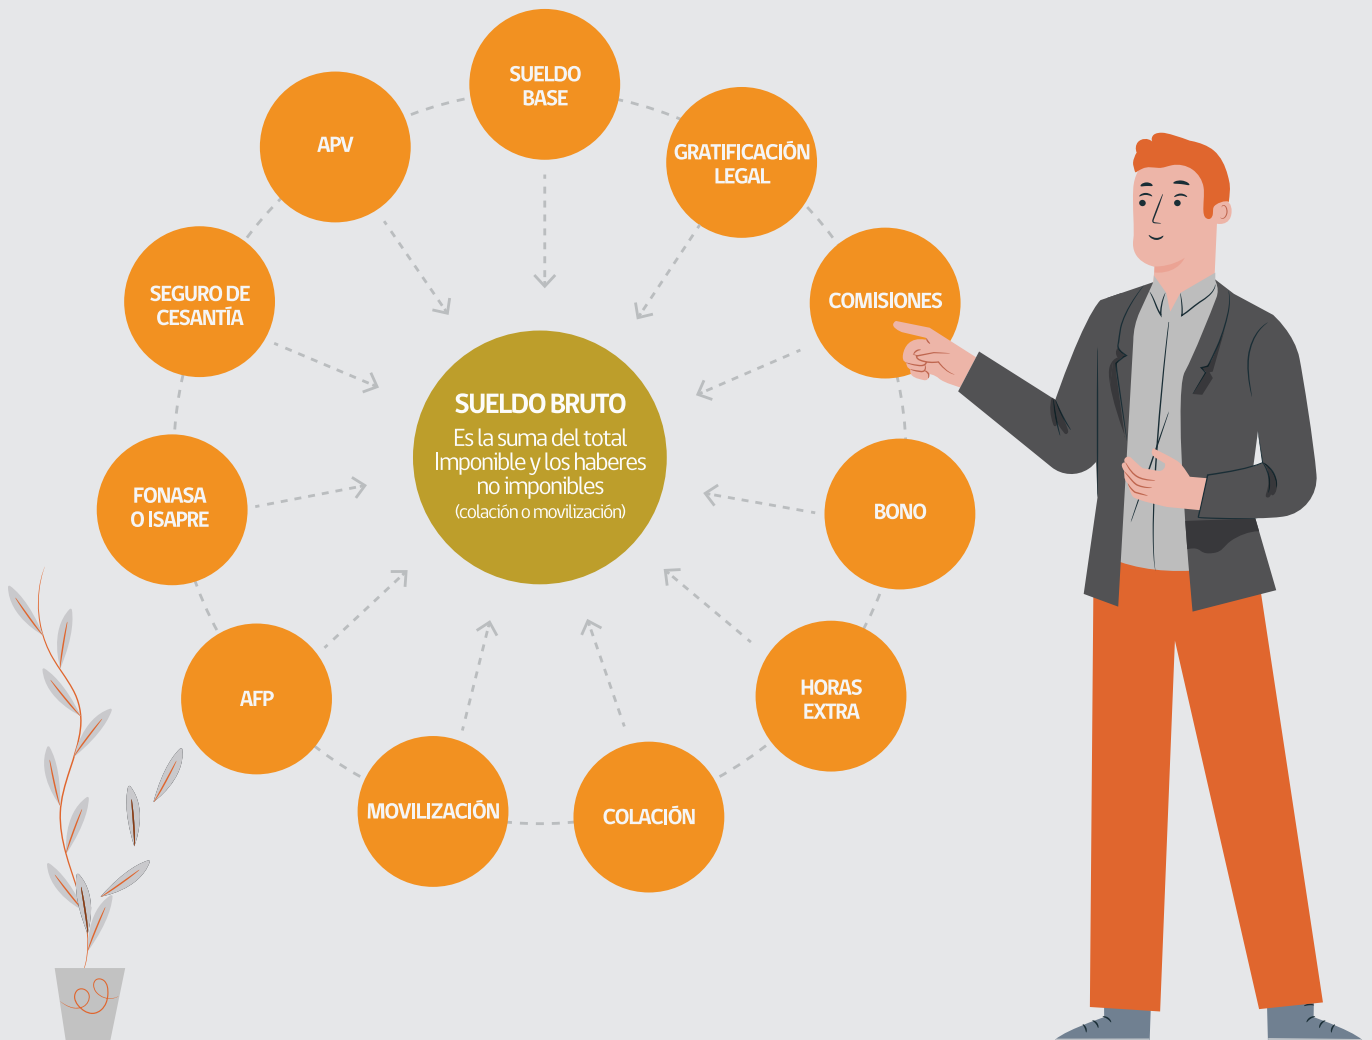 SUELDO
BASE
GRATIFICACIÓN
LEGAL
COMISIONES
BONO
HORAS
EXTRA
COLACIÓN
MOVILIZACIÓN
AFP
FONASA
O ISAPRE
SEGURO DE
CESANTÍA
APV
SUELDO BRUTO
Es la suma del total
Imponible y los haberes
no imponibles
(colación o movilización)